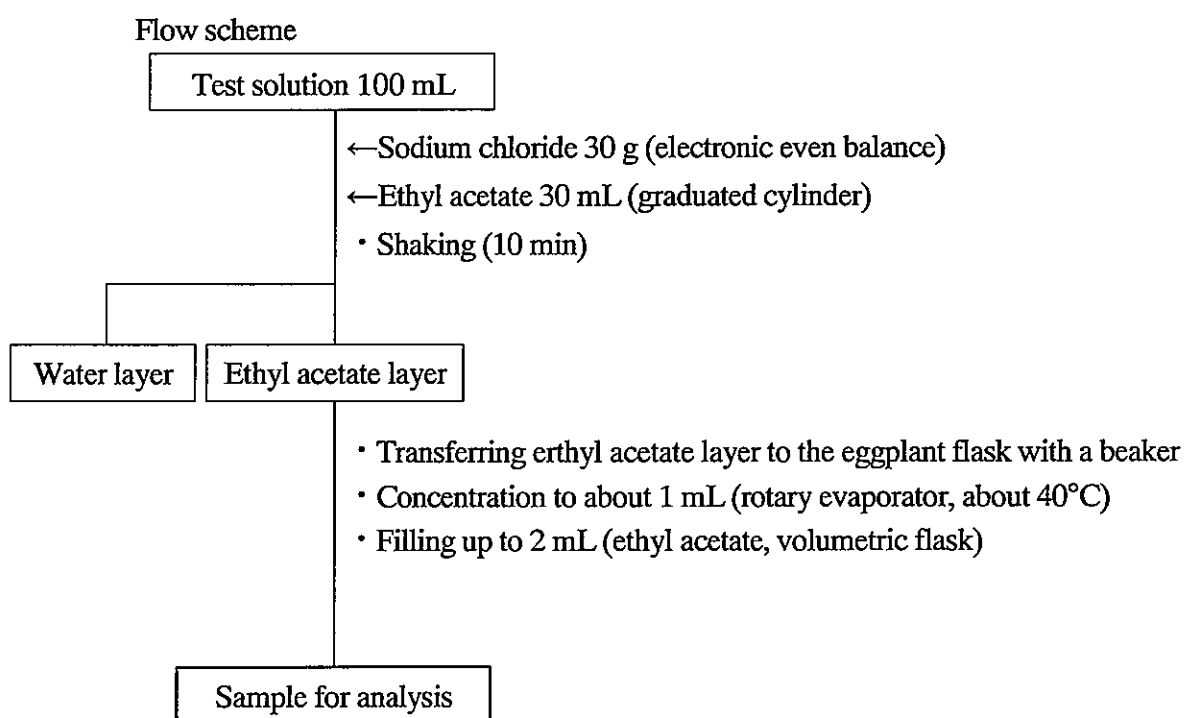 Flow scheme
Test solution 100 mL
←Sodium chloride 30 g (electronic even balance)
←Ethyl acetate 30 mL (graduated cylinder)
・Shaking (10 min)
Water layer
Ethyl acetate layer
・Transferring erthyl acetate layer to the eggplant flask with a beaker
・Concentration to about 1 mL (rotary evaporator, about 40°C)
・Filling up to 2 mL (ethyl acetate, volumetric flask)
Sample for analysis